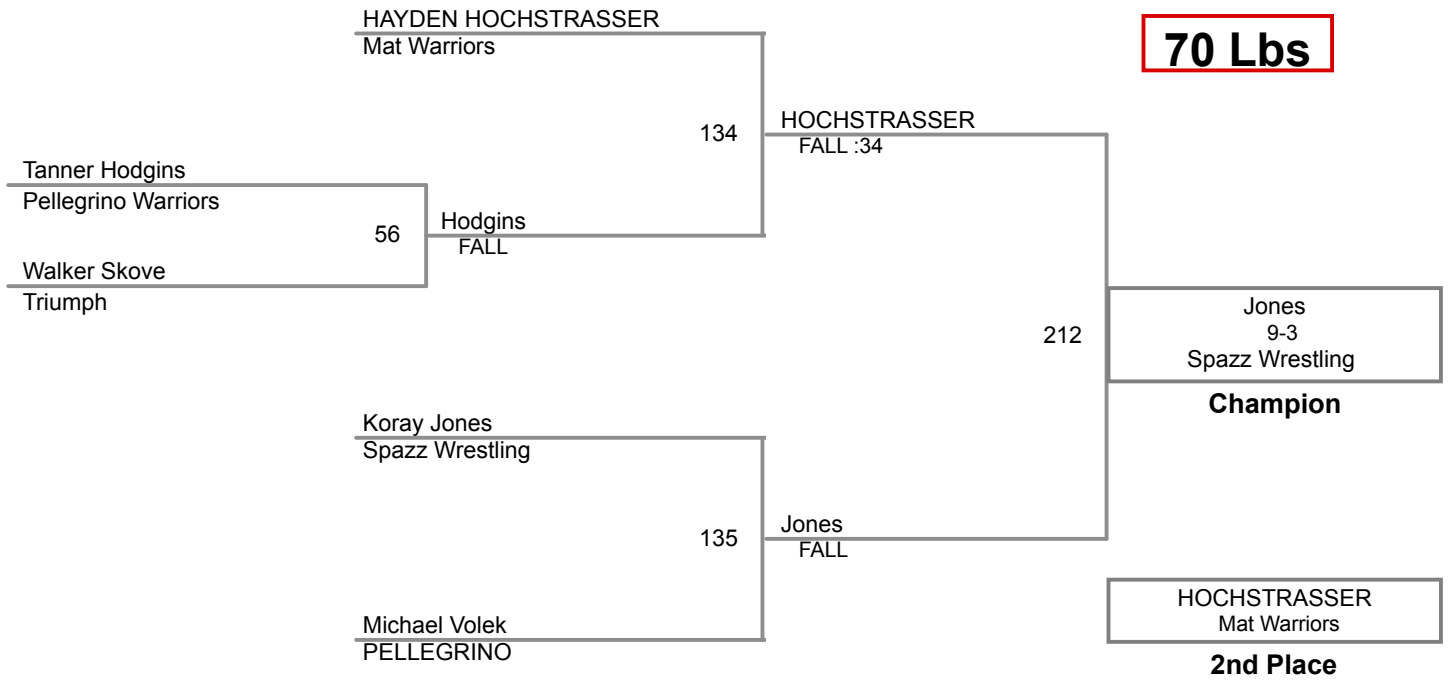 HAYDEN HOCHSTRASSER
Mat Warriors
70 Lbs
134
HOCHSTRASSER
FALL :34
Tanner Hodgins
Pellegrino Warriors
56
Hodgins
FALL
Walker Skove
Triumph
212
Jones
9-3
Spazz Wrestling
Champion
Koray Jones
Spazz Wrestling
135
Jones
FALL
Michael Volek
PELLEGRINO
HOCHSTRASSER
Mat Warriors
2nd Place